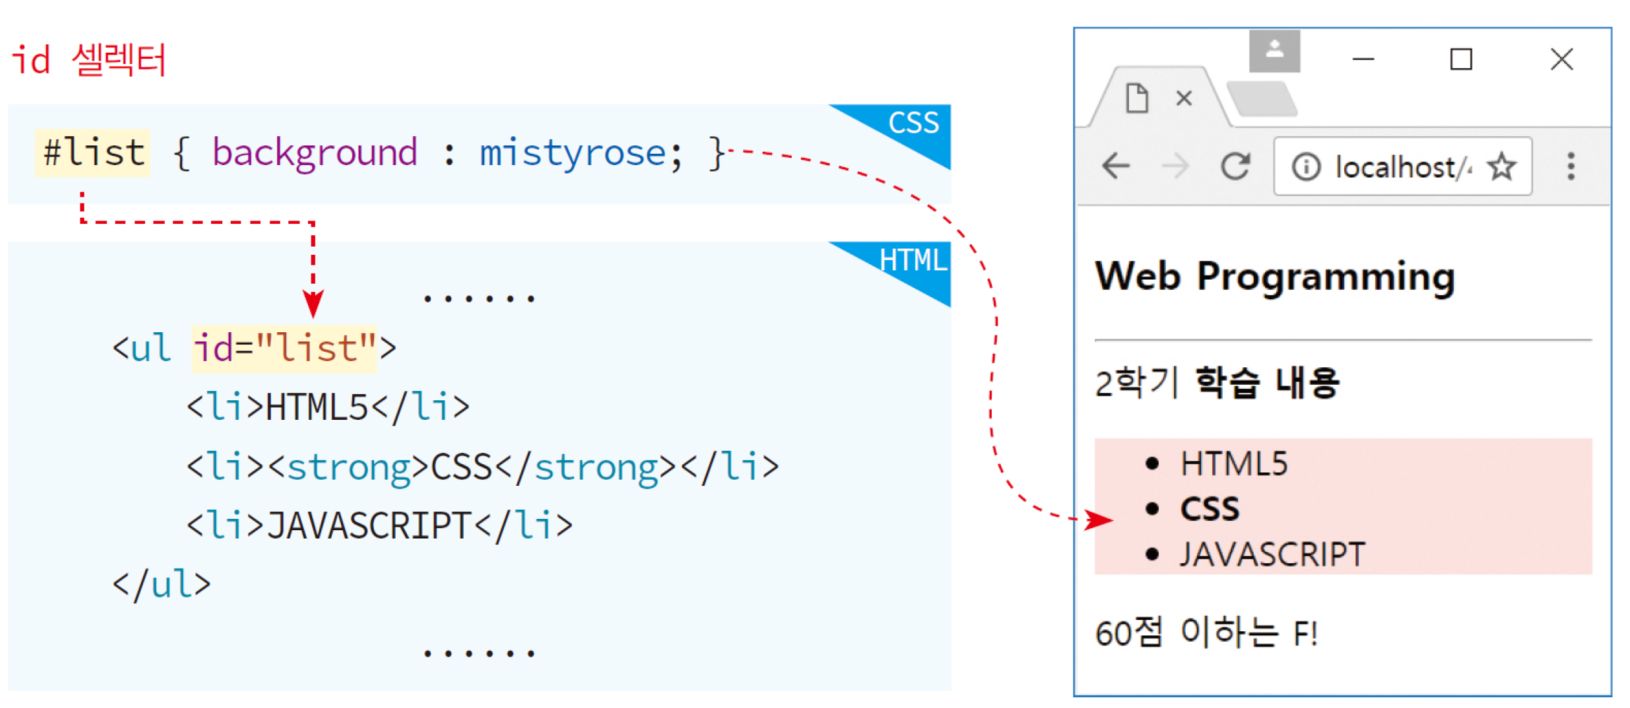 id 셀렉터
CSS
#list { background : mistyrose; }
HTML
......
<ul id="list">
<li>HTML5</li>
<li><strong>CSS</strong></li>
<li>JAVASCRIPT</li>
</ul>
......
localhost/
Web Programming
2학기 학습 내용
• HTML5
• CSS
• JAVASCRIPT
60점 이하는 F!